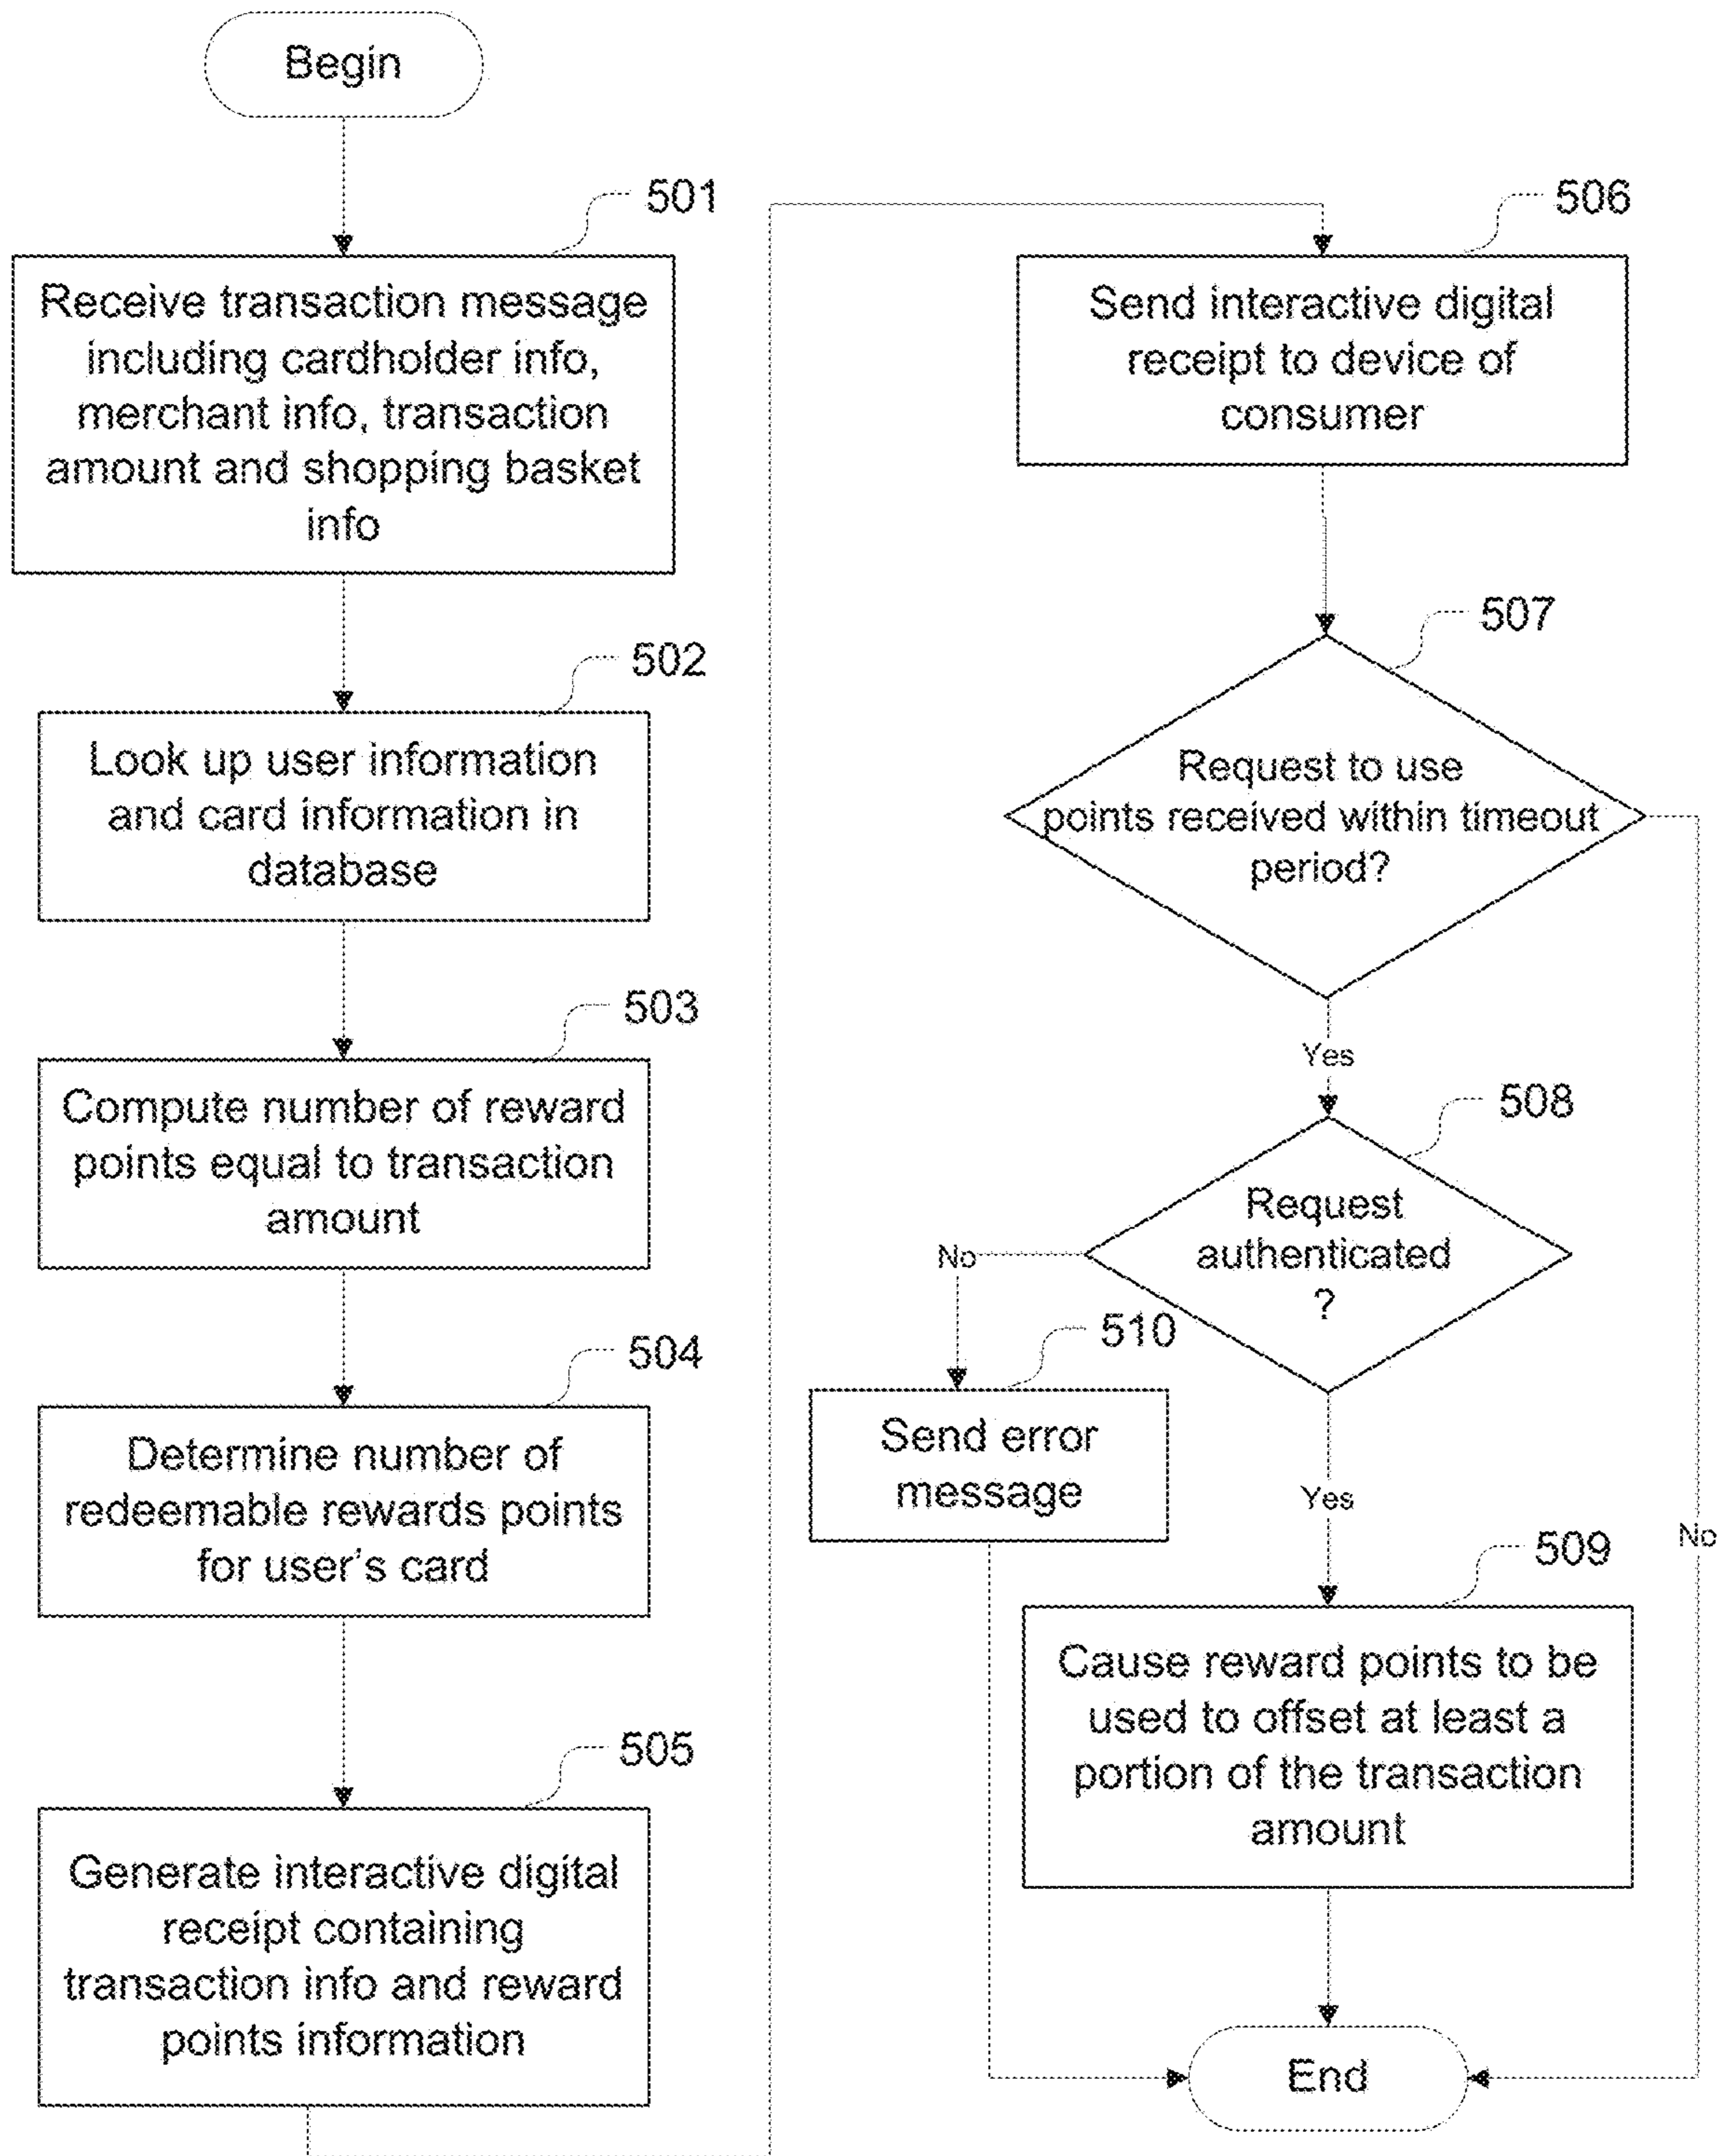 Begin
501
Receive transaction message
including cardholder info,
merchant info, transaction
amount and shopping basket
info
502
Look up user information
and card information in
database
503
Compute number of reward
points equal to transaction
amount
504
Determine number of
redeemable rewards points
for user's card
505
Generate interactive digital
receipt containing
transaction info and reward
points information
506
Send interactive digital
receipt to device of
consumer
507
Request to use
points received within timeout
period?
Yes
508
Request
authenticated
?
No
510
Send error
message
Yes
No
509
Cause reward points to be
used to offset at least a
portion of the transaction
amount
End